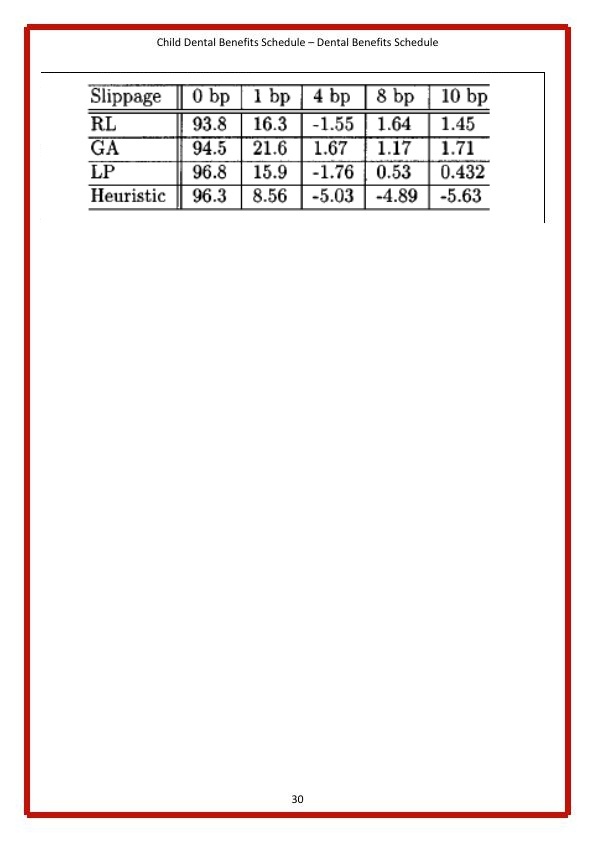 Child Dental Benefits Schedule – Dental Benefits Schedule
Slippage 0 bp 1 bp 4 bp 8 bp 10 bp
RL 93.8 16.3 -1.55 1.64 1.45
GA 94.5 21.6 1.67 1.17 1.71
LP 96.8 15.9 -1.76 0.53 0.432
Heuristic 96.3 8.56 -5.03 -4.89 -5.63
30